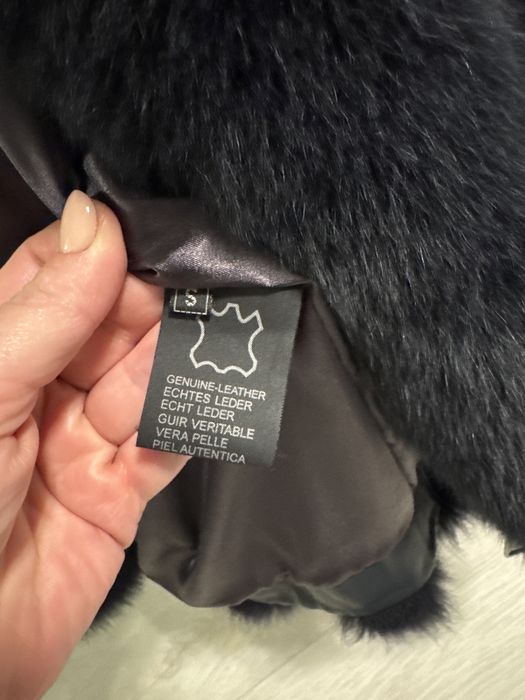 S
GENUINE-LEATHER
ECHTES LEDER
ECHT LEDER
GUIR VERITABLE
VERA PELLE
PIEL AUTENTICA